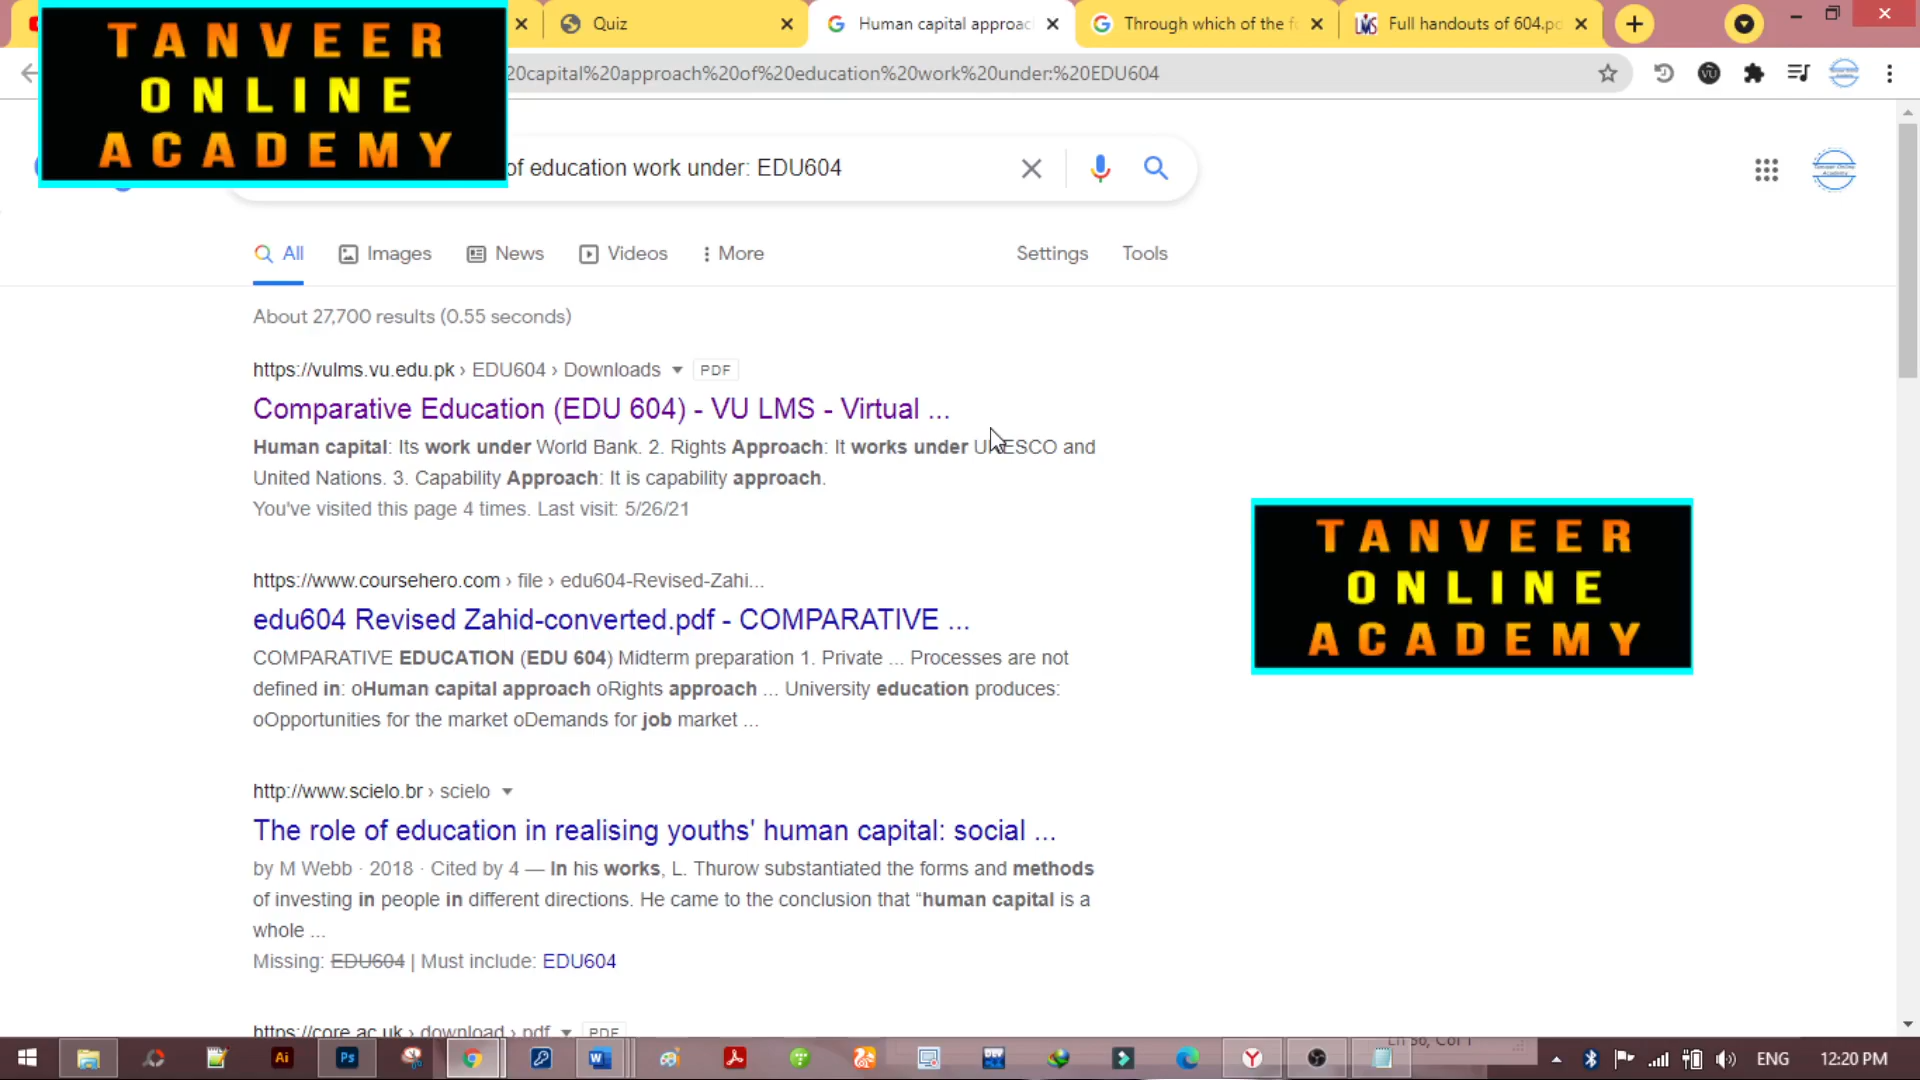 TANVEER
ONLINE
ACADEMY
Quiz
Human capital approac
Through which of the f
Full handouts of 604.pd
20capital%20approach%20of%20education%20work%20under:%20EDU604
of education work under: EDU604
All
Images
News
Videos
More
Settings
Tools
About 27,700 results (0.55 seconds)
https://vulms.vu.edu.pk › EDU604 › Downloads
PDF
Comparative Education (EDU 604) - VU LMS - Virtual ...
Human capital: Its work under World Bank. 2. Rights Approach: It works under UNESCO and
United Nations. 3. Capability Approach: It is capability approach.
You've visited this page 4 times. Last visit: 5/26/21
https://www.coursehero.com › file › edu604-Revised-Zahi...
edu604 Revised Zahid-converted.pdf - COMPARATIVE ...
COMPARATIVE EDUCATION (EDU 604) Midterm preparation 1. Private ... Processes are not
defined in: oHuman capital approach oRights approach ... University education produces:
oOpportunities for the market oDemands for job market ...
TANVEER
ONLINE
ACADEMY
http://www.scielo.br › scielo
The role of education in realising youths' human capital: social ...
by M Webb · 2018 · Cited by 4 — In his works, L. Thurow substantiated the forms and methods
of investing in people in different directions. He came to the conclusion that “human capital is a
whole ...
Missing: EDU604 | Must include: EDU604
https://core.ac.uk › download › pdf
PDF
ENG
12:20 PM